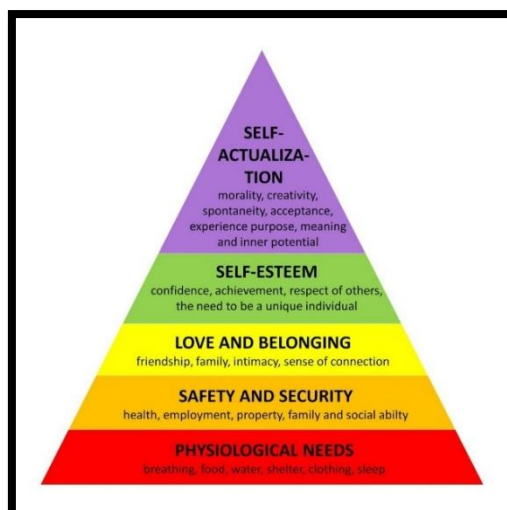 SELF-
ACTUALIZA-
TION
morality, creativity,
spontaneity, acceptance,
experience purpose, meaning
and inner potential
SELF-ESTEEM
confidence, achievement, respect of others,
the need to be a unique individual
LOVE AND BELONGING
friendship, family, intimacy, sense of connection
SAFETY AND SECURITY
health, employment, property, family and social abilty
PHYSIOLOGICAL NEEDS
breathing, food, water, shelter, clothing, sleep